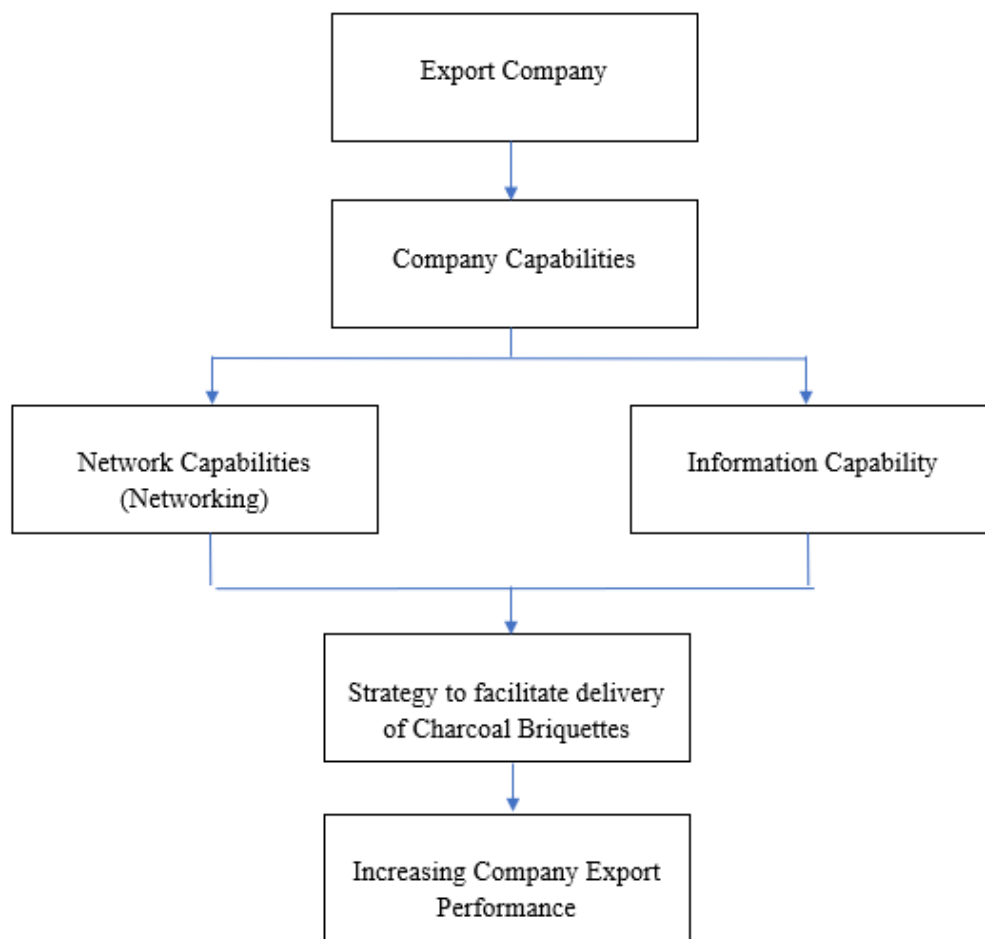 Export Company
Company Capabilities
Network Capabilities
(Networking)
Information Capability
Strategy to facilitate delivery
of Charcoal Briquettes
Increasing Company Export
Performance